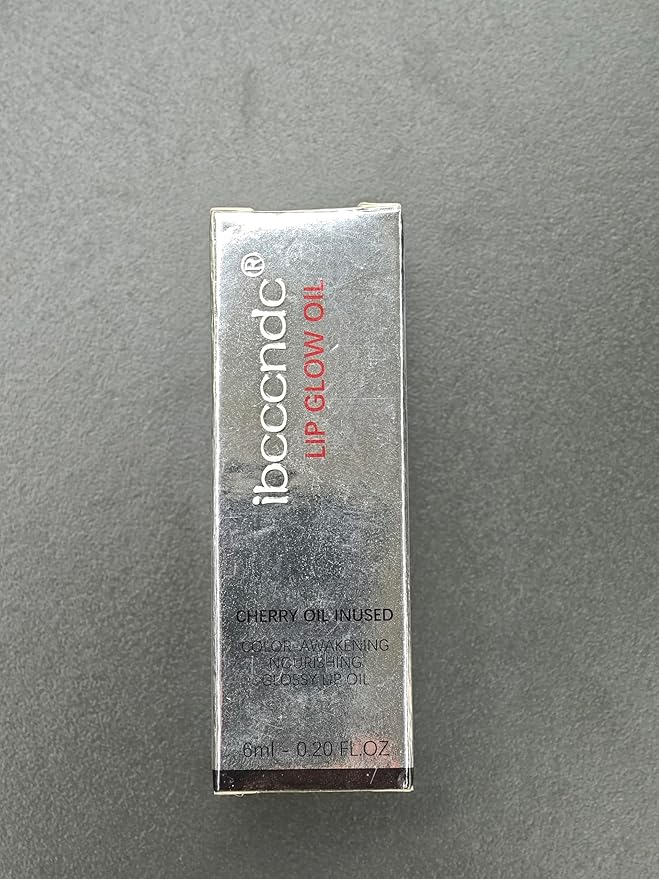 ibcccndc®
LIP GLOW OIL
CHERRY OIL INUSED
COLOR-AWAKENING
NOURISHING
GLOSSY LIP OIL
6ml - 0.20 FL.OZ